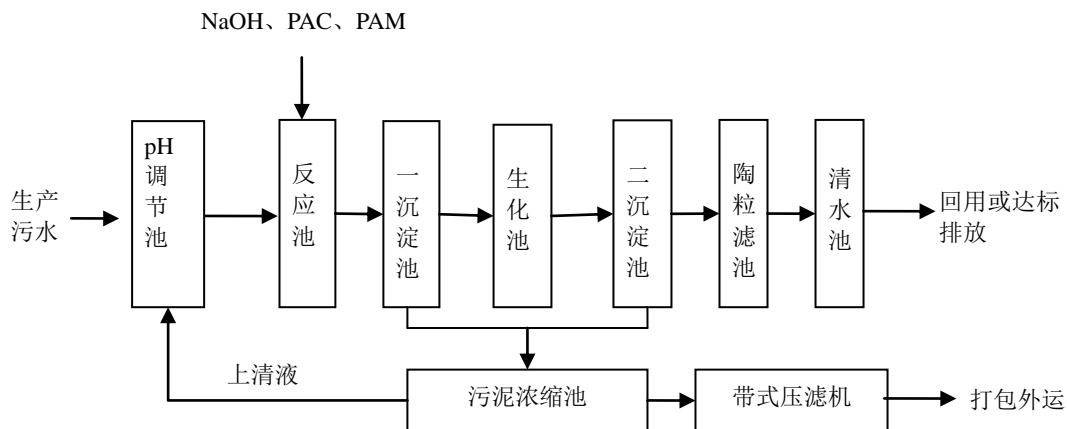 NaOH、PAC、PAM
生产
污水
pH
调
节
池
反
应
池
一
沉
淀
池
生
化
池
二
沉
淀
池
陶
粒
滤
池
清
水
池
回用或达标
排放
上清液
污泥浓缩池
带式压滤机
打包外运